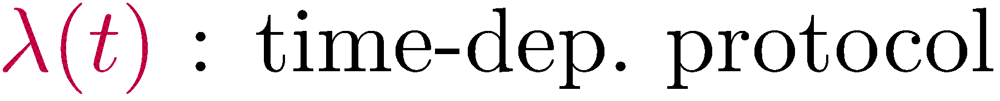 λ(t) : time-dep. protocol